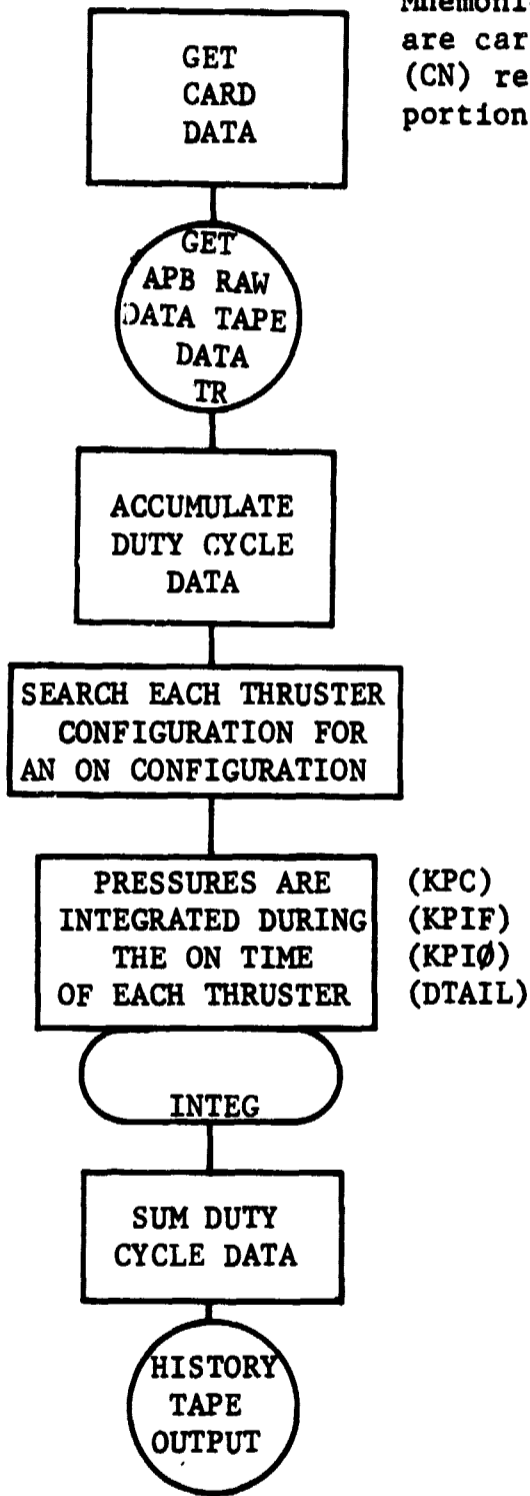 Mnemoni
are car
(CN) re
portion
GET
CARD
DATA
GET
APB RAW
DATA TAPE
DATA
TR
ACCUMULATE
DUTY CYCLE
DATA
SEARCH EACH THRUSTER
CONFIGURATION FOR
AN ON CONFIGURATION
PRESSURES ARE
INTEGRATED DURING
THE ON TIME
OF EACH THRUSTER
(KPC)
(KPIF)
(KPIØ)
(DTAIL)
INTEG
SUM DUTY
CYCLE DATA
HISTORY
TAPE
OUTPUT